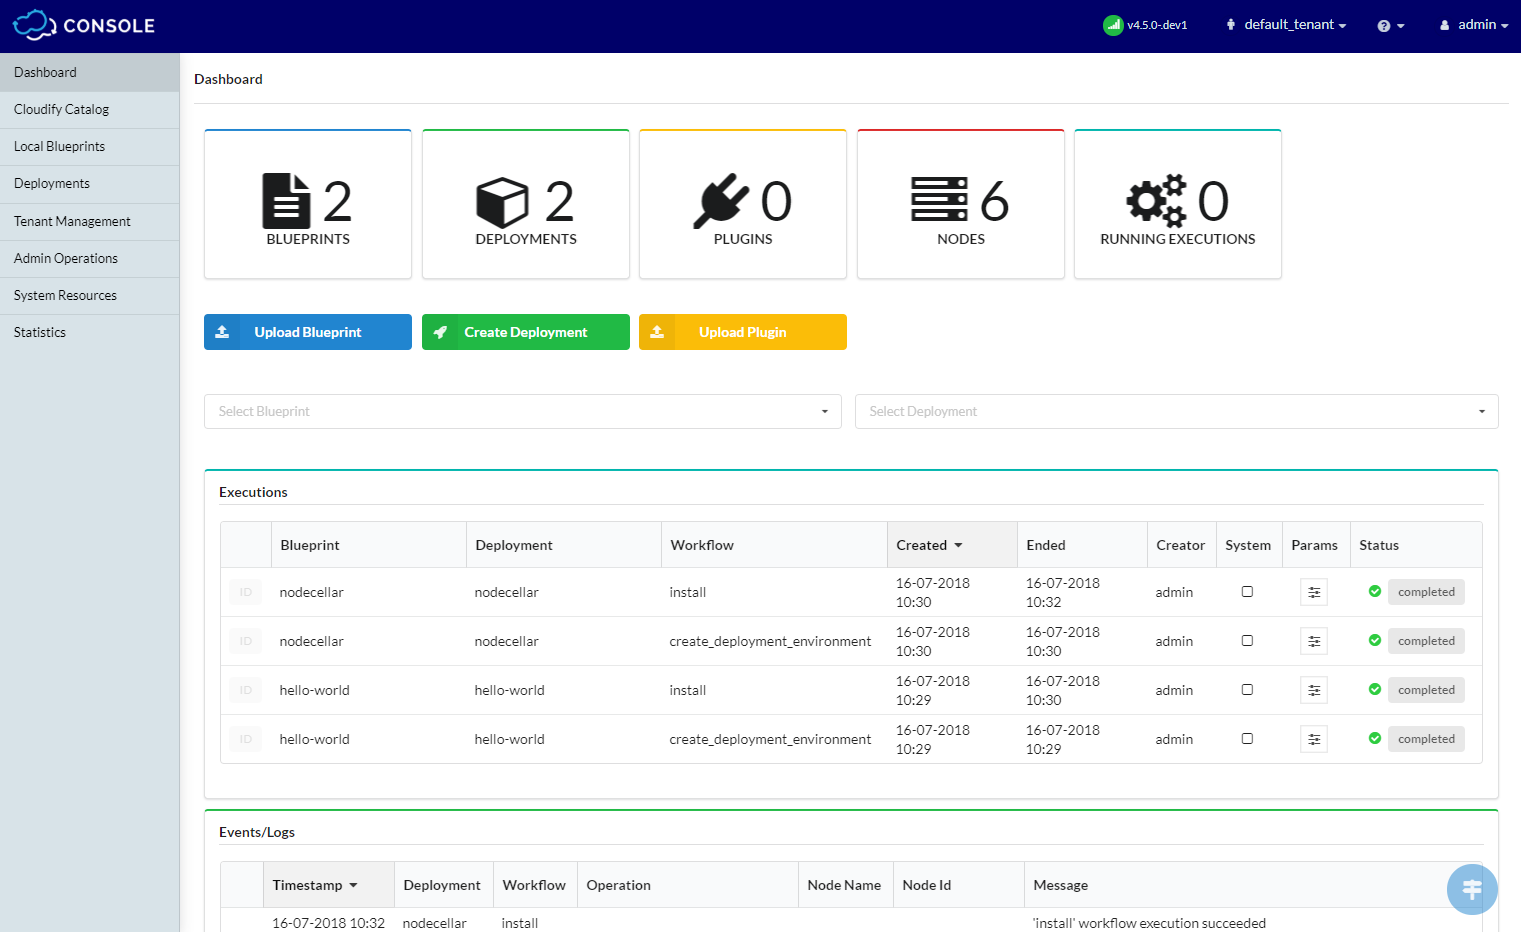 CONSOLE
v4.5.0-.dev1
default_tenant
admin
Dashboard
Cloudify Catalog
Local Blueprints
Deployments
Tenant Management
Admin Operations
System Resources
Statistics
Dashboard
2
BLUEPRINTS
2
DEPLOYMENTS
0
PLUGINS
6
NODES
0
RUNNING EXECUTIONS
Upload Blueprint
Create Deployment
Upload Plugin
Select Blueprint
Select Deployment
Executions
Blueprint Deployment Workflow Created Ended Creator System Params Status
ID nodecellar nodecellar install 16-07-2018 10:30 16-07-2018 10:32 admin completed
ID nodecellar nodecellar create_deployment_environment 16-07-2018 10:30 16-07-2018 10:30 admin completed
ID hello-world hello-world install 16-07-2018 10:29 16-07-2018 10:30 admin completed
ID hello-world hello-world create_deployment_environment 16-07-2018 10:29 16-07-2018 10:29 admin completed
Events/Logs
Timestamp Deployment Workflow Operation Node Name Node Id Message
16-07-2018 10:32 nodecellar install 'install' workflow execution succeeded